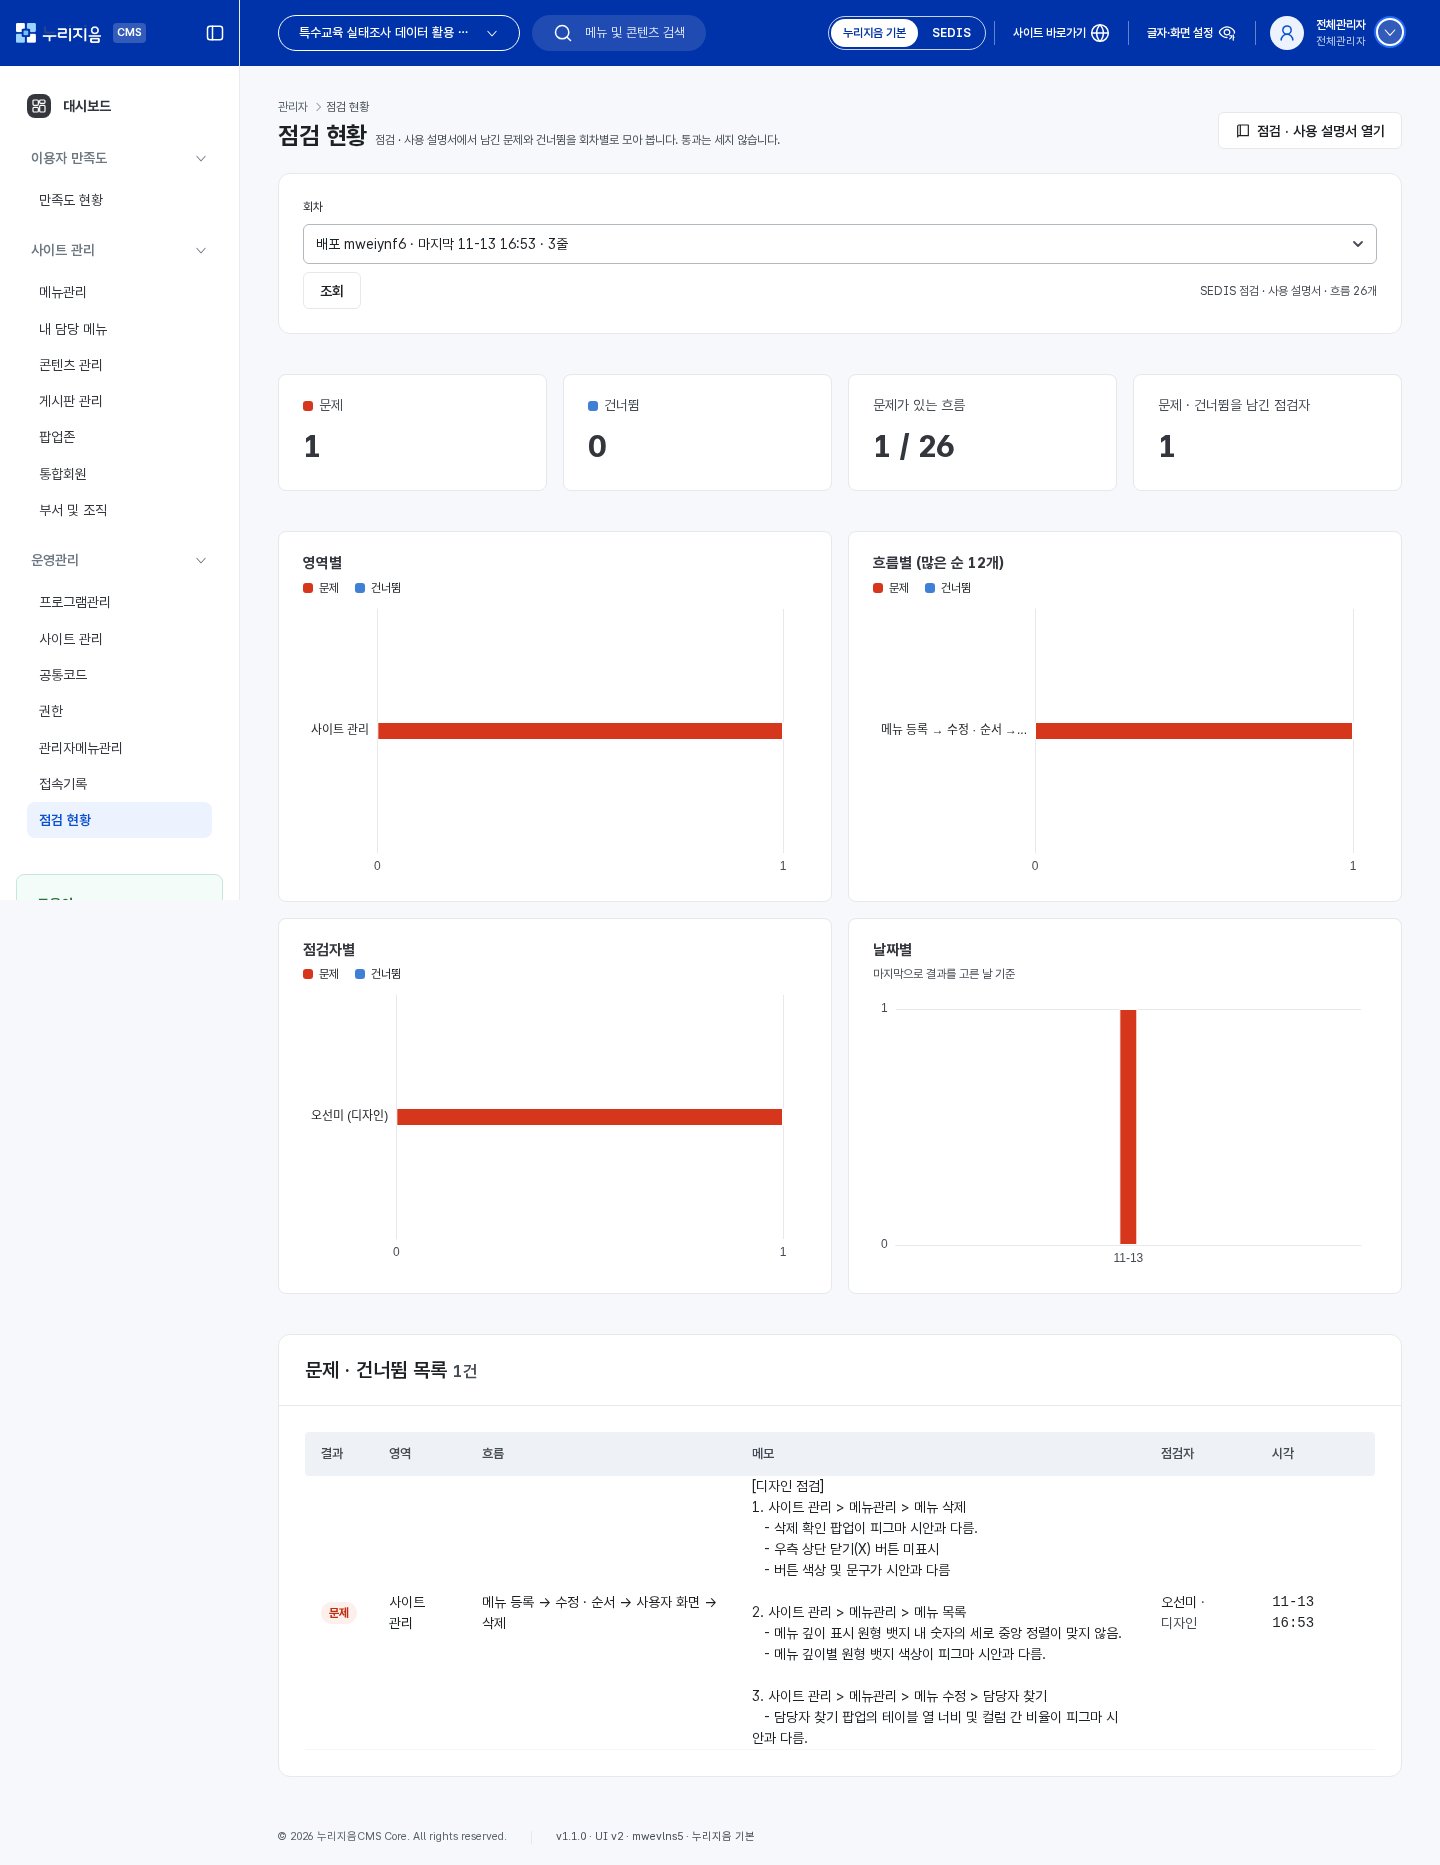 누리지음 CMS
특수교육 실태조사 데이터 활용 ···
메뉴 및 콘텐츠 검색
누리지음 기본
SEDIS
사이트 바로가기
글자·화면 설정
전체관리자
전체관리자
대시보드
이용자 만족도
만족도 현황
사이트 관리
메뉴관리
내 담당 메뉴
콘텐츠 관리
게시판 관리
팝업존
통합회원
부서 및 조직
운영관리
프로그램관리
사이트 관리
공통코드
권한
관리자메뉴관리
접속기록
점검 현황
관리자 > 점검 현황
점검 현황 점검 · 사용 설명서에서 남긴 문제와 건너뜀을 회차별로 모아 봅니다. 통과는 세지 않습니다.
점검 · 사용 설명서 열기
회차
배포 mweiynf6 · 마지막 11-13 16:53 · 3줄
조회
SEDIS 점검 · 사용 설명서 · 흐름 26개
문제
1
건너뜀
0
문제가 있는 흐름
1 / 26
문제 · 건너뜀을 남긴 점검자
1
영역별
문제 건너뜀
사이트 관리
0 1
흐름별 (많은 순 12개)
문제 건너뜀
메뉴 등록 → 수정 · 순서 →...
0 1
점검자별
문제 건너뜀
오선미 (디자인)
0 1
날짜별
마지막으로 결과를 고른 날 기준
1
0
11-13
문제 · 건너뜀 목록 1건
결과 영역 흐름 메모 점검자 시각
문제
사이트
관리
메뉴 등록 → 수정 · 순서 → 사용자 화면 →
삭제
[디자인 점검]
1. 사이트 관리 > 메뉴관리 > 메뉴 삭제
- 삭제 확인 팝업이 피그마 시안과 다름.
- 우측 상단 닫기(X) 버튼 미표시
- 버튼 색상 및 문구가 시안과 다름
2. 사이트 관리 > 메뉴관리 > 메뉴 목록
- 메뉴 깊이 표시 원형 뱃지 내 숫자의 세로 중앙 정렬이 맞지 않음.
- 메뉴 깊이별 원형 뱃지 색상이 피그마 시안과 다름.
3. 사이트 관리 > 메뉴관리 > 메뉴 수정 > 담당자 찾기
- 담당자 찾기 팝업의 테이블 열 너비 및 컬럼 간 비율이 피그마 시
안과 다름.
오선미 ·
디자인
11-13
16:53
© 2026 누리지음CMS Core. All rights reserved.
v1.1.0 · UI v2 · mwevlns5 · 누리지음 기본